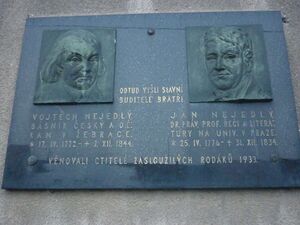 ODTUD VYŠLI SLAVNÍ
BUDITELÉ BRATŘI
VOJTĚCH NEJEDLÝ
BÁSNÍK ČESKÝ A DĚ-
KAN V ŽEBRACE.
* 17. IV. 1772 - † 7. XII. 1844.
JAN NEJEDLÝ
DR. PRÁV, PROF. ŘEČI A LITERA-
TURY NA UNIV. V PRAZE.
* 25. IV. 1776 - † 31. XII. 1834.
VĚNOVALI CTITELÉ ZASLOUŽILÝCH RODÁKŮ 1933.